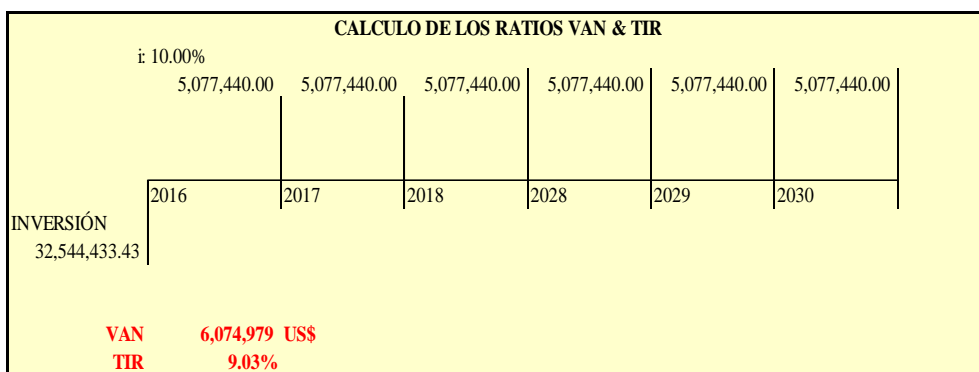 CALCULO DE LOS RATIOS VAN & TIR
i: 10.00%
5,077,440.00 5,077,440.00 5,077,440.00 5,077,440.00 5,077,440.00 5,077,440.00
2016 2017 2018 2028 2029 2030
INVERSIÓN
32,544,433.43
VAN 6,074,979 US$
TIR 9.03%